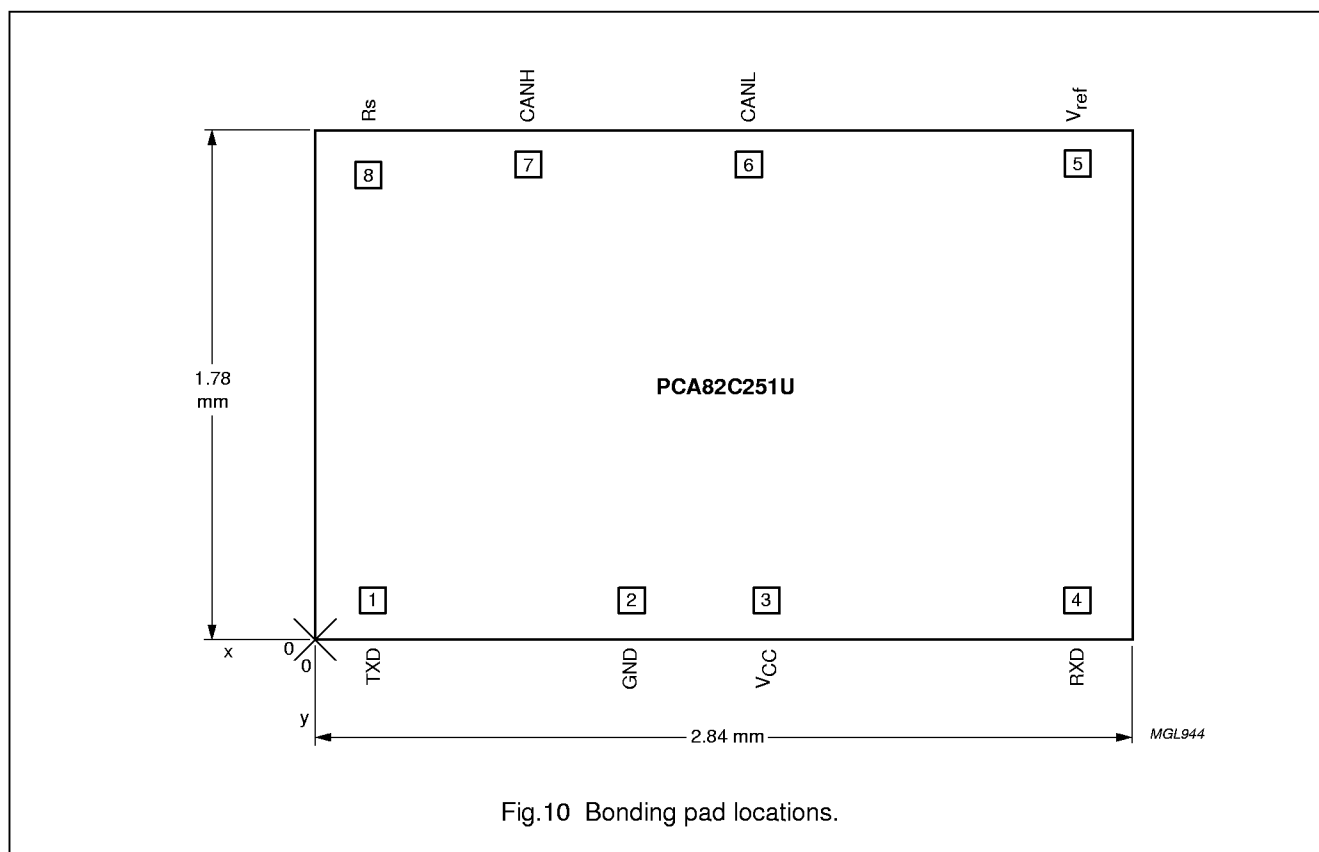 Rs
CANH
CANL
Vref
8
7
6
5
1.78
mm
PCA82C251U
1
2
3
4
x
0
0
y
TXD
GND
VCC
RXD
2.84 mm
MGL944
Fig.10 Bonding pad locations.